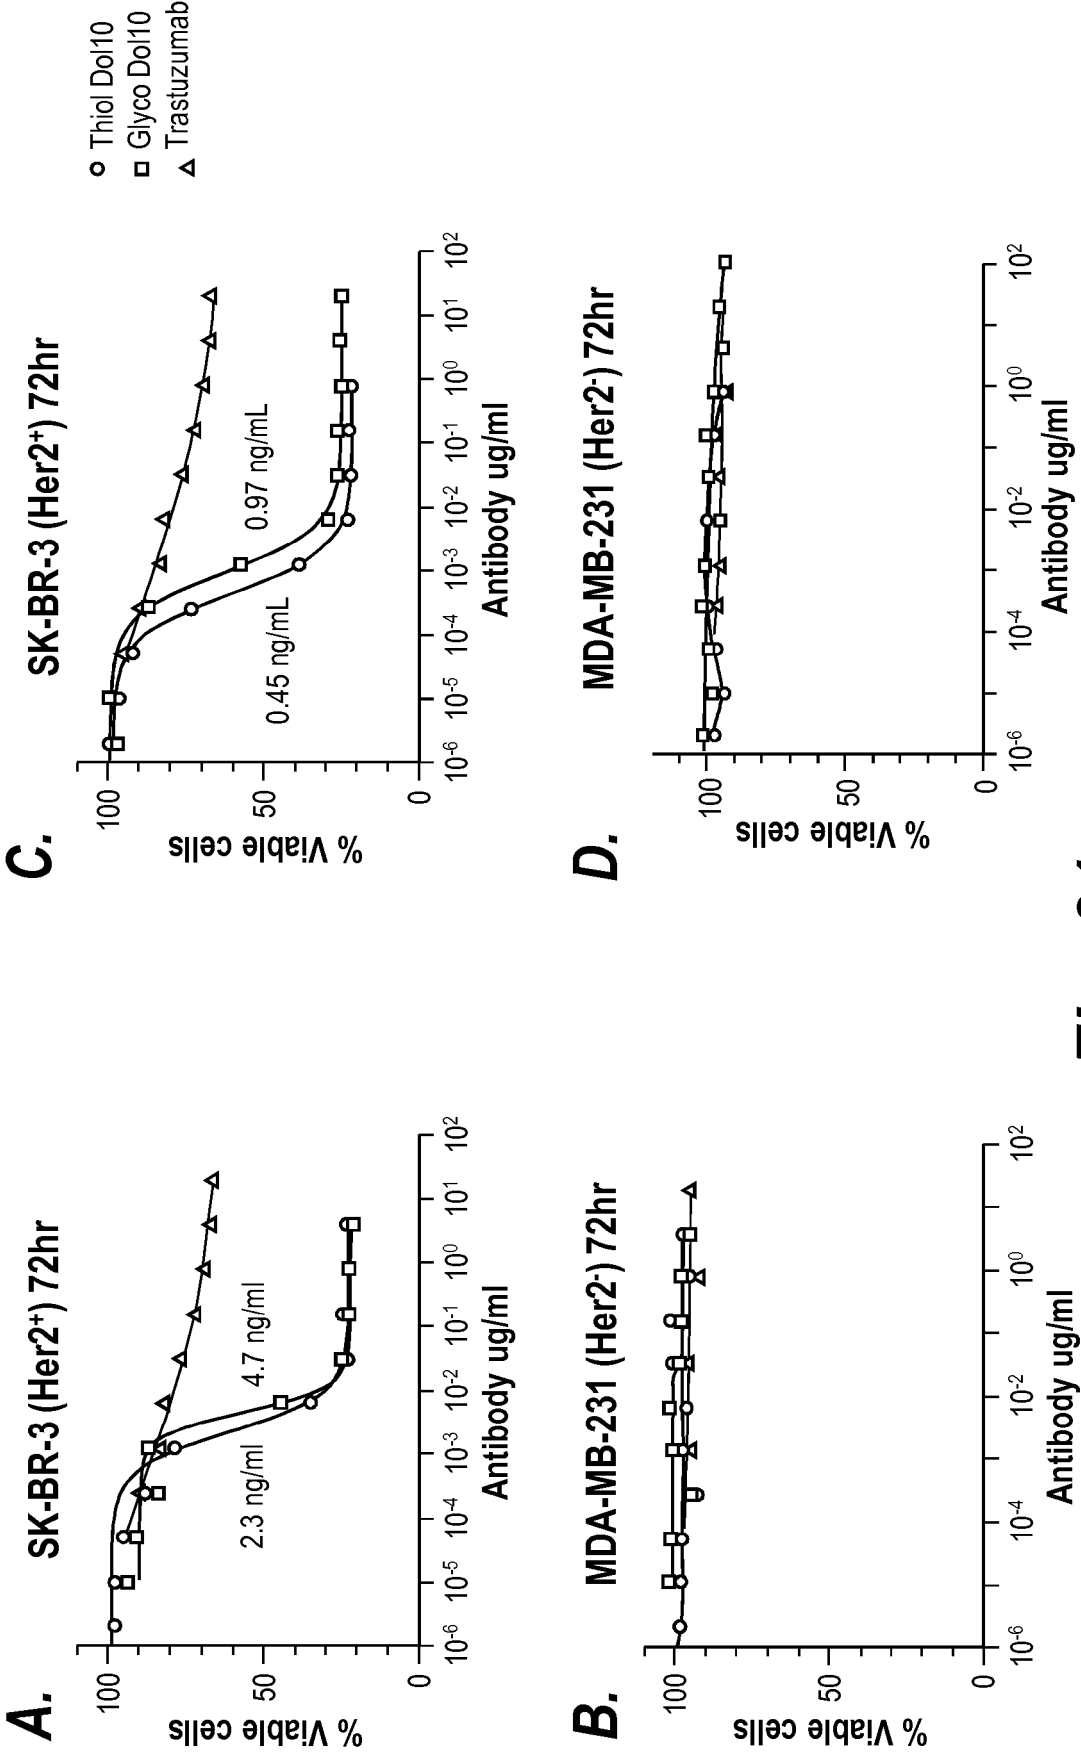 A.
SK-BR-3 (Her2⁺) 72hr
% Viable cells
100
50
0
2.3 ng/ml
4.7 ng/ml
10⁻⁶ 10⁻⁵ 10⁻⁴ 10⁻³ 10⁻² 10⁻¹ 10⁰ 10¹ 10²
Antibody ug/ml
C.
SK-BR-3 (Her2⁺) 72hr
% Viable cells
100
50
0
0.45 ng/mL
0.97 ng/mL
10⁻⁶ 10⁻⁵ 10⁻⁴ 10⁻³ 10⁻² 10⁻¹ 10⁰ 10¹ 10²
Antibody ug/ml
Thiol Dol10
Glyco Dol10
Trastuzumab
B.
MDA-MB-231 (Her2⁻) 72hr
% Viable cells
100
50
0
10⁻⁶ 10⁻⁴ 10⁻² 10⁰ 10²
Antibody ug/ml
D.
MDA-MB-231 (Her2⁻) 72hr
% Viable cells
100
50
0
10⁻⁶ 10⁻⁴ 10⁻² 10⁰ 10²
Antibody ug/ml